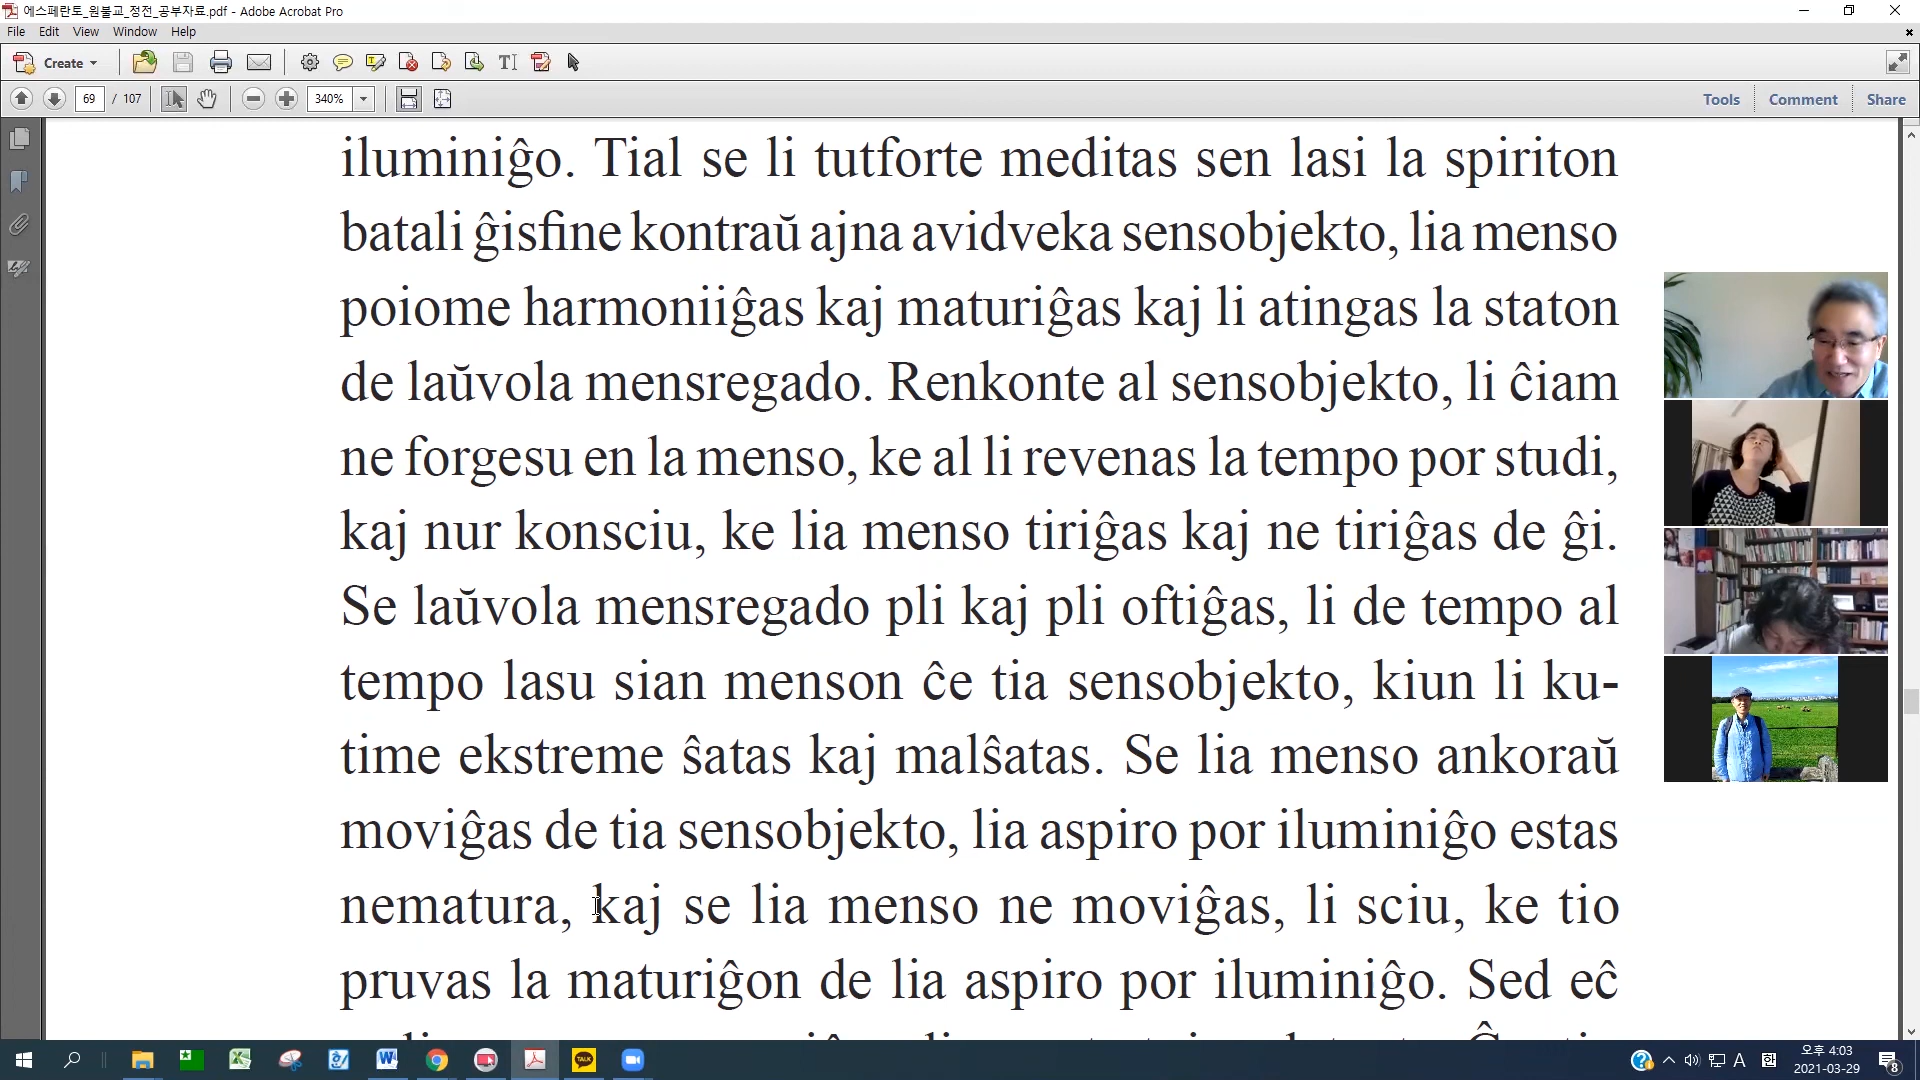 에스페란토_원불교_정전_공부자료.pdf - Adobe Acrobat Pro
File Edit View Window Help
Create
69 / 107 340% Tools Comment Share
iluminiĝo. Tial se li tutforte meditas sen lasi la spiriton
batali ĝisfine kontraŭ ajna avidveka sensobjekto, lia menso
poiome harmoniiĝas kaj maturiĝas kaj li atingas la staton
de laŭvola mensregado. Renkonte al sensobjekto, li ĉiam
ne forgesu en la menso, ke al li revenas la tempo por studi,
kaj nur konsciu, ke lia menso tiriĝas kaj ne tiriĝas de ĝi.
Se laŭvola mensregado pli kaj pli oftiĝas, li de tempo al
tempo lasu sian menson ĉe tia sensobjekto, kiun li ku-
time ekstreme ŝatas kaj malŝatas. Se lia menso ankoraŭ
moviĝas de tia sensobjekto, lia aspiro por iluminiĝo estas
nematura, kaj se lia menso ne moviĝas, li sciu, ke tio
pruvas la maturiĝon de lia aspiro por iluminiĝo. Sed eĉ
TALK
A 한 오후 4:03
2021-03-29
8